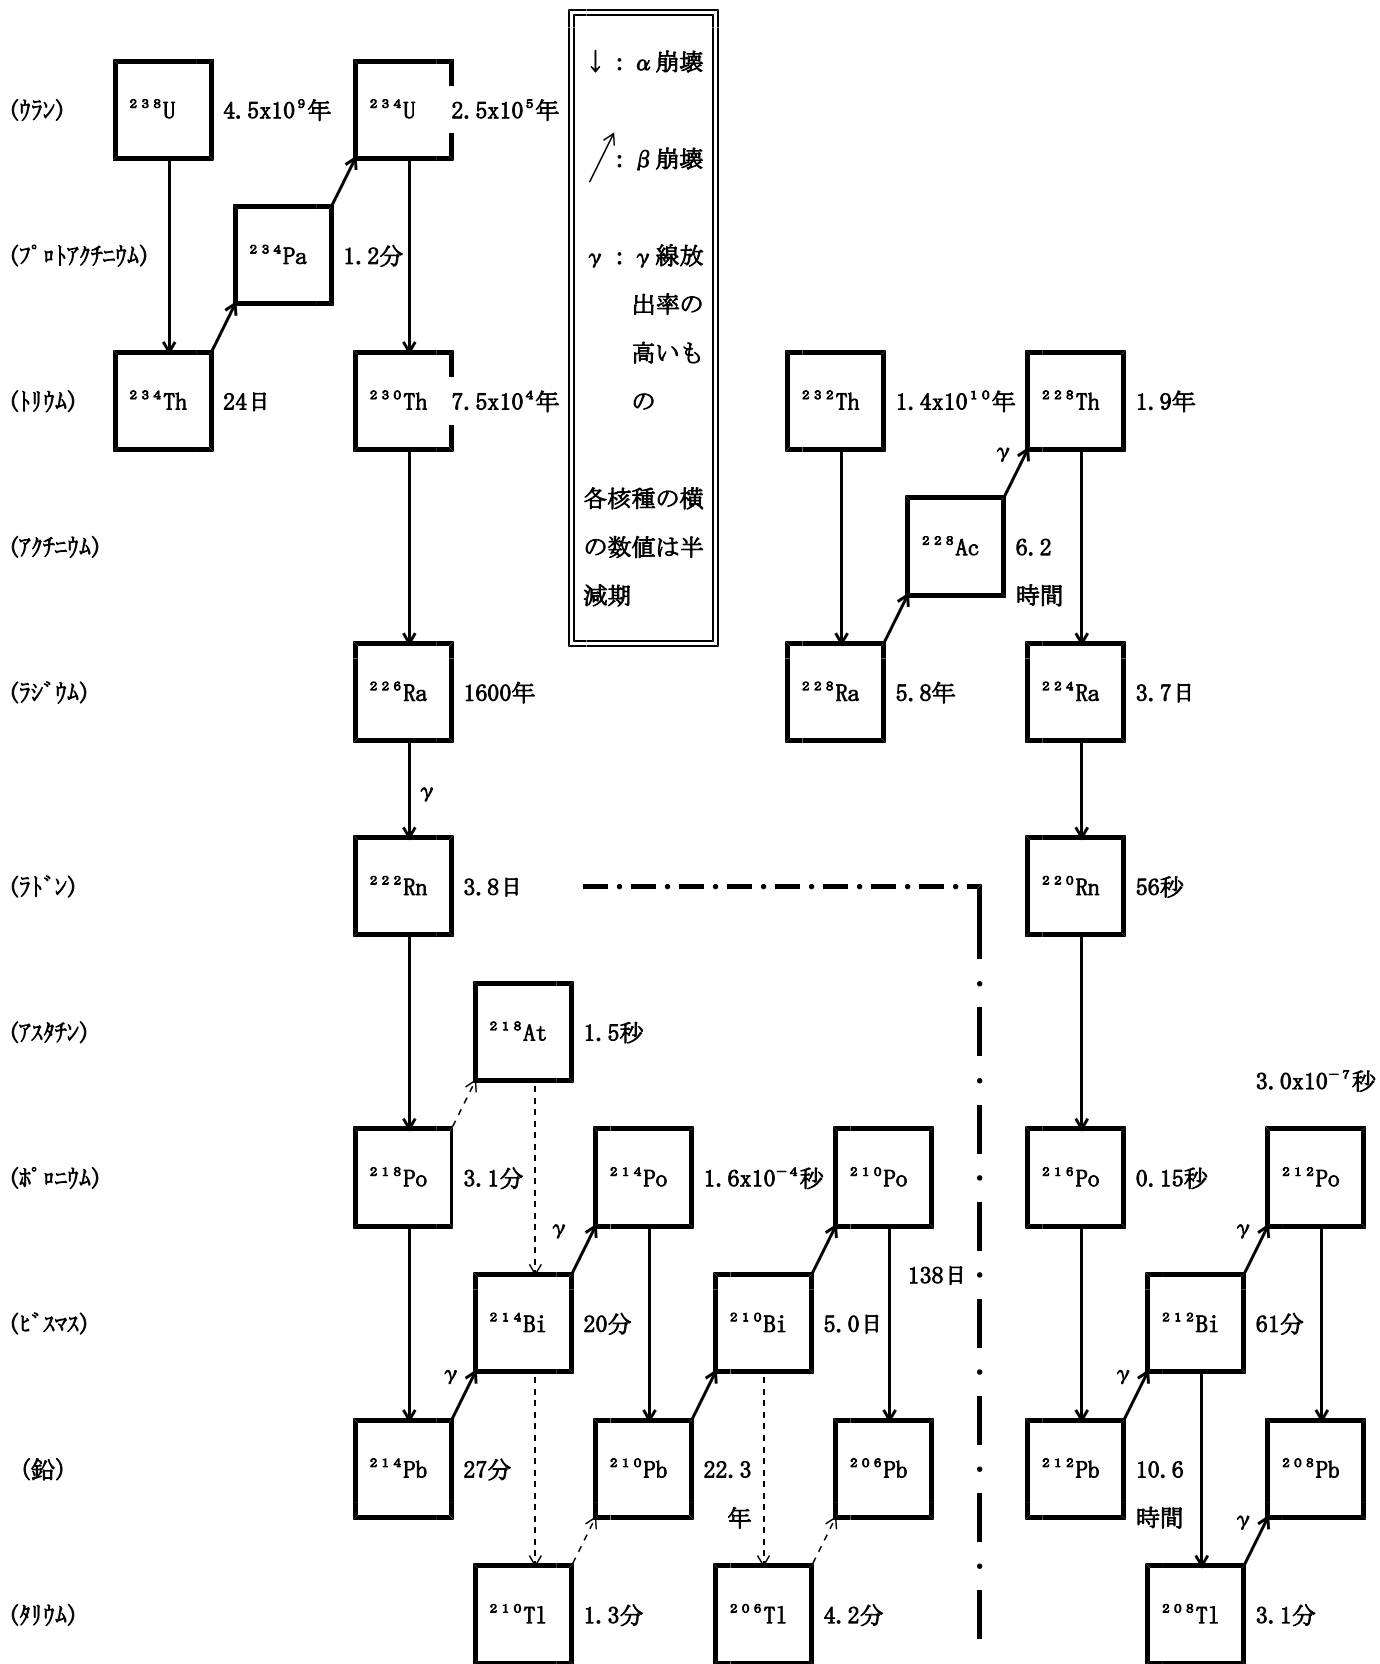 ↓：α崩壊
(ｳﾗﾝ) ²³⁸U 4.5x10⁹年 ²³⁴U 2.5x10⁵年
：β崩壊
(ﾌﾟﾛﾄｱｸﾁﾆｳﾑ) ²³⁴Pa 1.2分
γ：γ線放
出率の
高いも
の
(ﾄﾘｳﾑ) ²³⁴Th 24日 ²³⁰Th 7.5x10⁴年 ²³²Th 1.4x10¹⁰年 ²²⁸Th 1.9年
γ
各核種の横
の数値は半
減期
(ｱｸﾁﾆｳﾑ) ²²⁸Ac 6.2
時間
(ﾗｼﾞｳﾑ) ²²⁶Ra 1600年 ²²⁸Ra 5.8年 ²²⁴Ra 3.7日
γ
(ﾗﾄﾞﾝ) ²²²Rn 3.8日 ²²⁰Rn 56秒
(ｱｽﾀﾁﾝ) ²¹⁸At 1.5秒
3.0x10⁻⁷秒
(ﾎﾟﾛﾆｳﾑ) ²¹⁸Po 3.1分 ²¹⁴Po 1.6x10⁻⁴秒 ²¹⁰Po ²¹⁶Po 0.15秒 ²¹²Po
γ γ
138日
(ﾋﾞｽﾏｽ) ²¹⁴Bi 20分 ²¹⁰Bi 5.0日 ²¹²Bi 61分
γ γ
(鉛) ²¹⁴Pb 27分 ²¹⁰Pb 22.3 ²⁰⁶Pb ²¹²Pb 10.6 ²⁰⁸Pb
年 時間 γ
(ﾀﾘｳﾑ) ²¹⁰Tl 1.3分 ²⁰⁶Tl 4.2分 ²⁰⁸Tl 3.1分